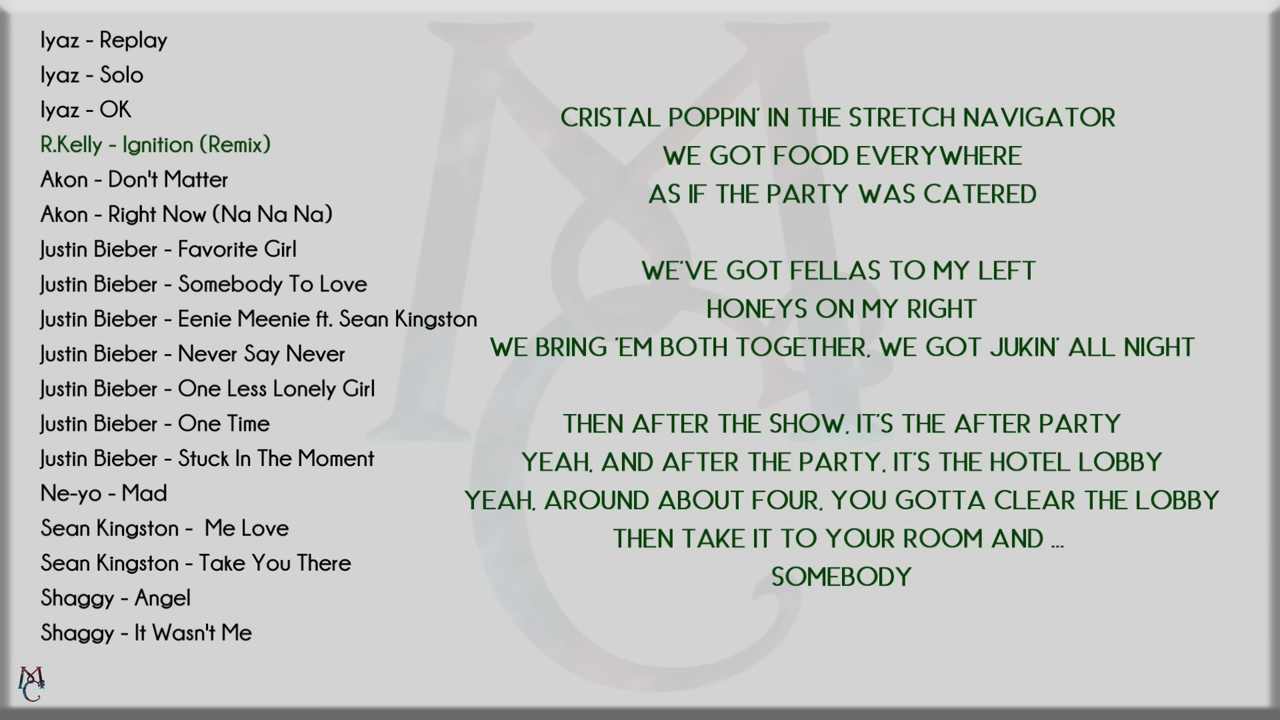 Iyaz - Replay
Iyaz - Solo
Iyaz - OK
R.Kelly - Ignition (Remix)
Akon - Don't Matter
Akon - Right Now (Na Na Na)
Justin Bieber - Favorite Girl
Justin Bieber - Somebody To Love
Justin Bieber - Eenie Meenie ft. Sean Kingston
Justin Bieber - Never Say Never
Justin Bieber - One Less Lonely Girl
Justin Bieber - One Time
Justin Bieber - Stuck In The Moment
Ne-yo - Mad
Sean Kingston -  Me Love
Sean Kingston - Take You There
Shaggy - Angel
Shaggy - It Wasn't Me
CRISTAL POPPIN' IN THE STRETCH NAVIGATOR
WE GOT FOOD EVERYWHERE
AS IF THE PARTY WAS CATERED
WE'VE GOT FELLAS TO MY LEFT
HONEYS ON MY RIGHT
WE BRING 'EM BOTH TOGETHER, WE GOT JUKIN' ALL NIGHT
THEN AFTER THE SHOW, IT'S THE AFTER PARTY
YEAH, AND AFTER THE PARTY, IT'S THE HOTEL LOBBY
YEAH, AROUND ABOUT FOUR, YOU GOTTA CLEAR THE LOBBY
THEN TAKE IT TO YOUR ROOM AND ...
SOMEBODY
MC